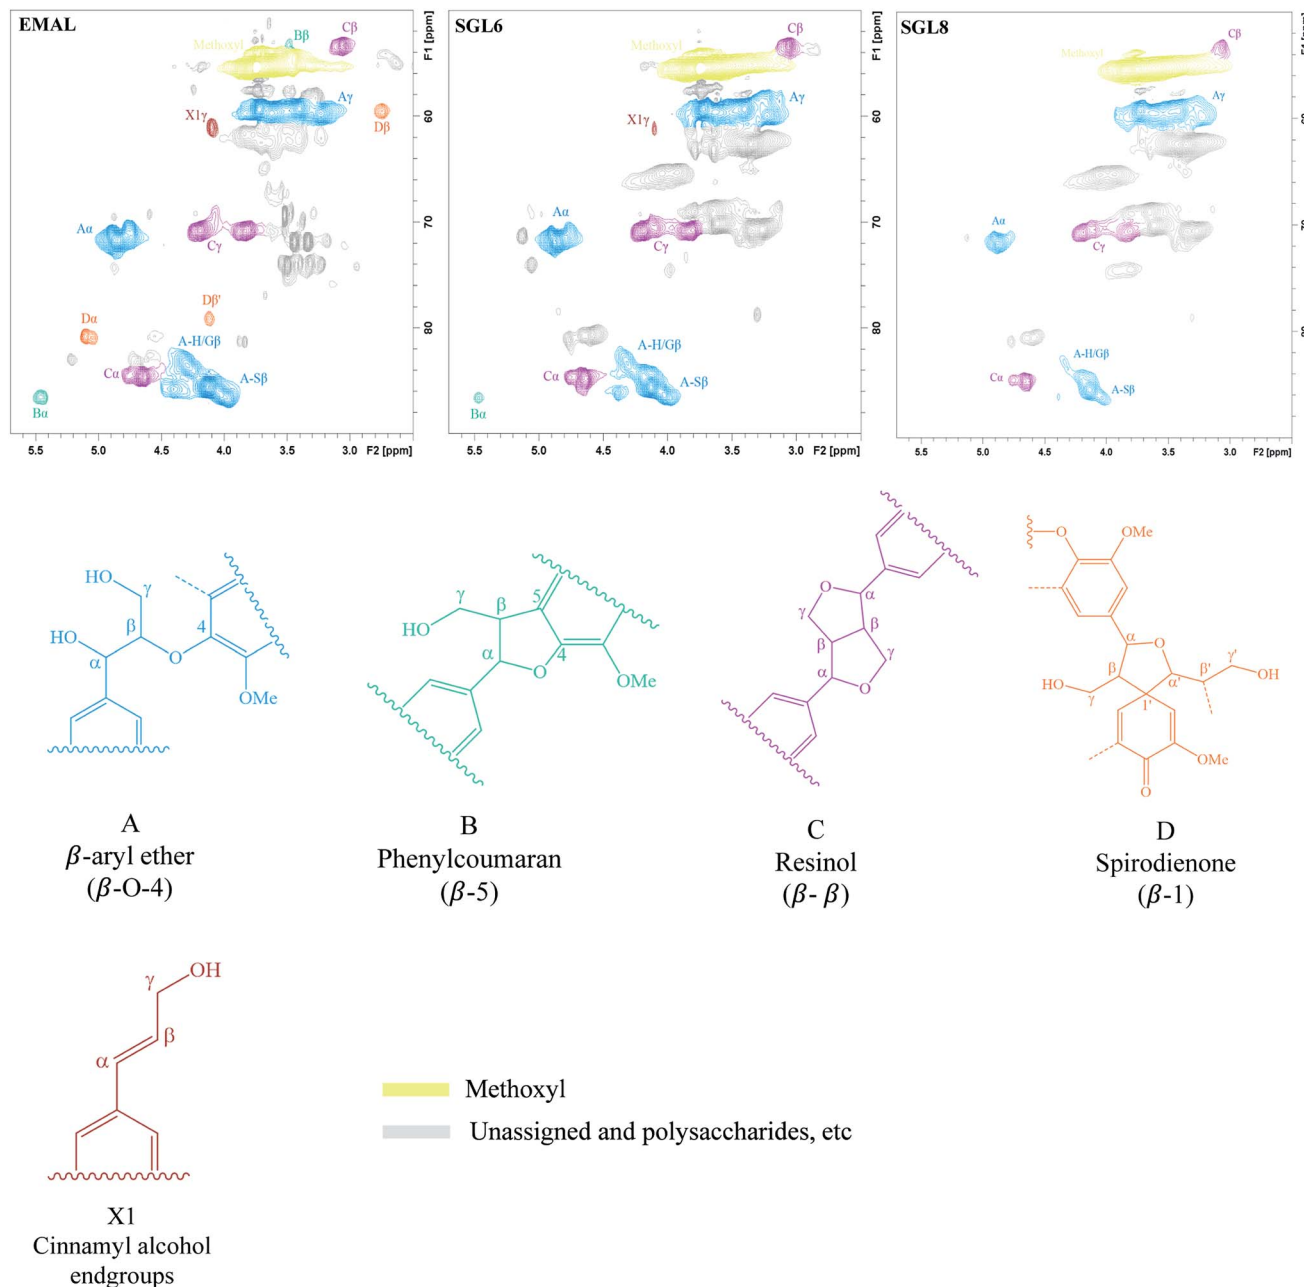 EMAL
Methoxyl
Bβ
Cβ
F1 [ppm]
Aγ
X1γ
Dβ
60
Aα
Cγ
70
Dβ'
Dα
80
A-H/Gβ
Cα
A-Sβ
Bα
5.5 5.0 4.5 4.0 3.5 3.0 F2 [ppm]
SGL6
Methoxyl
Cβ
F1 [ppm]
Aγ
X1γ
60
Aα
Cγ
70
80
A-H/Gβ
Cα
A-Sβ
Bα
5.5 5.0 4.5 4.0 3.5 3.0 F2 [ppm]
SGL8
Cβ
Methoxyl
Aγ
60
Aα
Cγ
70
80
A-H/Gβ
Cα
A-Sβ
5.5 5.0 4.5 4.0 3.5 3.0 F2 [ppm]
HO γ
HO β 4
α O
OMe
β 5
HO γ
α O 4
OMe
O α
γ β
β γ
α O
O OMe
α O
β β' γ' OH
HO γ 1' α'
OMe
O
A
β-aryl ether
(β-O-4)
B
Phenylcoumaran
(β-5)
C
Resinol
(β- β)
D
Spirodienone
(β-1)
γ OH
α β
X1
Cinnamyl alcohol
endgroups
Methoxyl
Unassigned and polysaccharides, etc